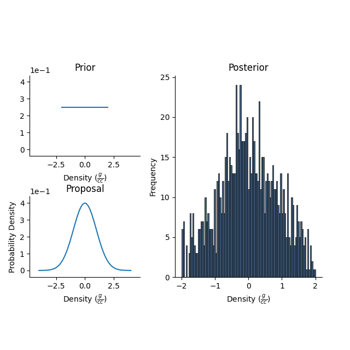 Prior
1e−1
4
3
2
1
0
−2.5 0.0 2.5
Density (g/cc)
Proposal
1e−1
Probability Density
4
3
2
1
0
−2.5 0.0 2.5
Density (g/cc)
Posterior
Frequency
25
20
15
10
5
0
−2 −1 0 1 2
Density (g/cc)